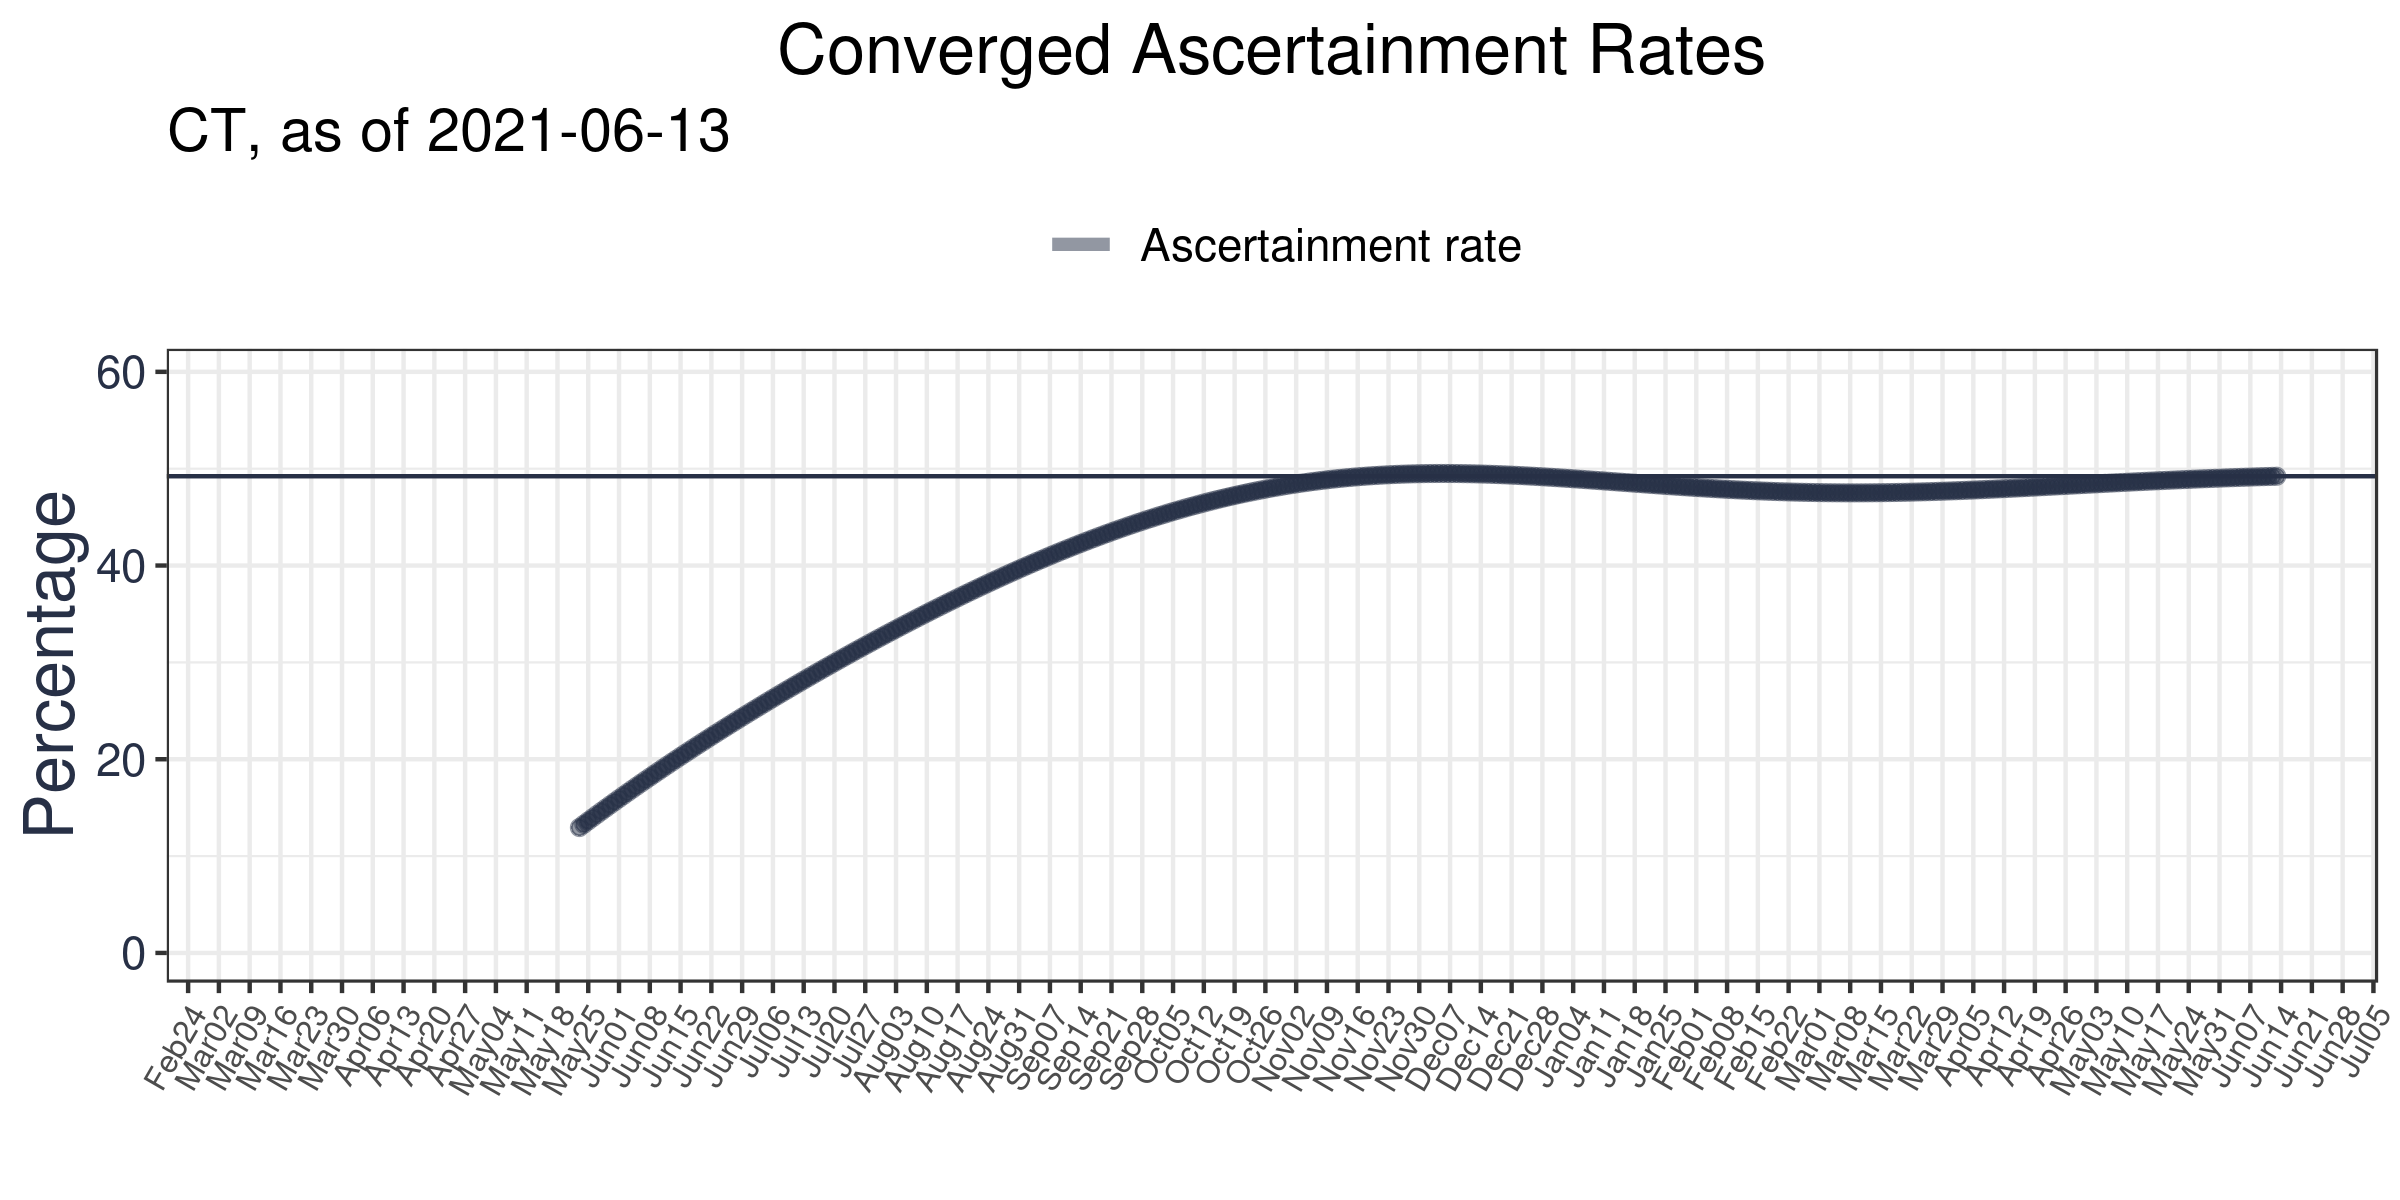 Converged Ascertainment Rates
CT, as of 2021-06-13
Ascertainment rate
Percentage
60
40
20
0
Feb24
Mar02
Mar09
Mar16
Mar23
Mar30
Apr06
Apr13
Apr20
Apr27
May04
May11
May18
May25
Jun01
Jun08
Jun15
Jun22
Jun29
Jul06
Jul13
Jul20
Jul27
Aug03
Aug10
Aug17
Aug24
Aug31
Sep07
Sep14
Sep21
Sep28
Oct05
Oct12
Oct19
Oct26
Nov02
Nov09
Nov16
Nov23
Nov30
Dec07
Dec14
Dec21
Dec28
Jan04
Jan11
Jan18
Jan25
Feb01
Feb08
Feb15
Feb22
Mar01
Mar08
Mar15
Mar22
Mar29
Apr05
Apr12
Apr19
Apr26
May03
May10
May17
May24
May31
Jun07
Jun14
Jun21
Jun28
Jul05